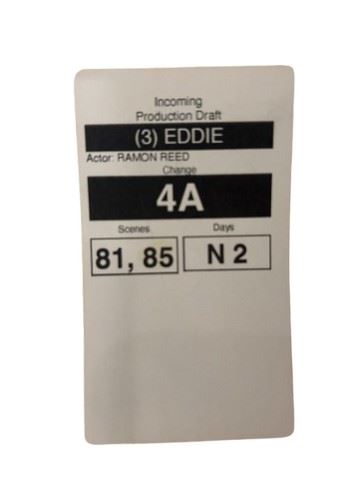 Incoming
Production Draft
(3) EDDIE
Actor: RAMON REED
Change
4A
Scenes Days
81, 85 N 2